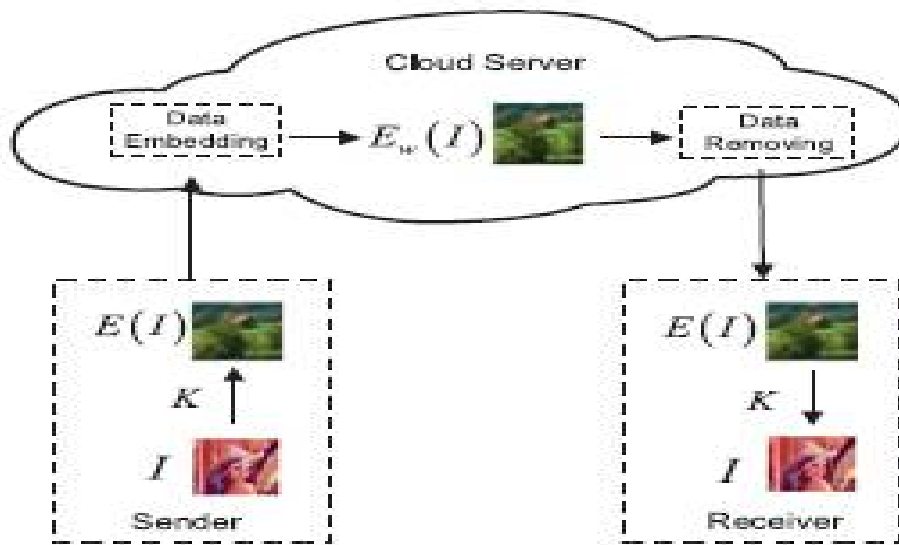 Cloud Server
Data
Embedding
E_w(I)
Data
Removing
E(I)
K
I
Sender
E(I)
K
I
Receiver